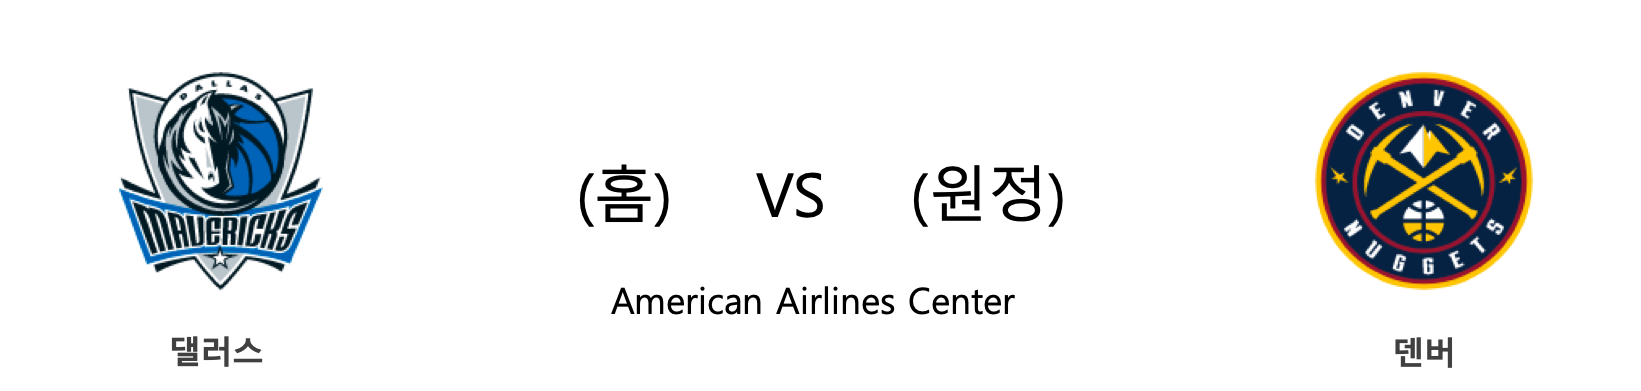 DALLAS
MAVERICKS
DENVER
NUGGETS
(홈) VS (원정)
American Airlines Center
댈러스
덴버